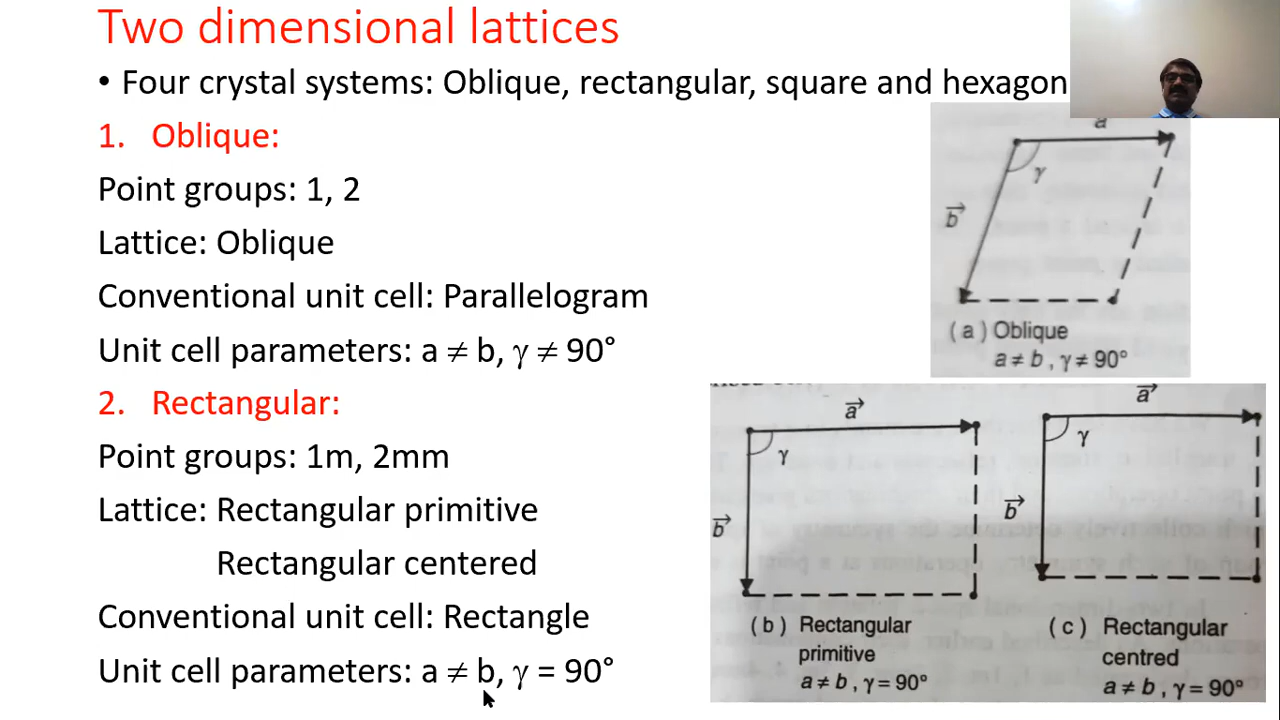 Two dimensional lattices
• Four crystal systems: Oblique, rectangular, square and hexagon
1. Oblique:
Point groups: 1, 2
Lattice: Oblique
Conventional unit cell: Parallelogram
Unit cell parameters: a ≠ b, γ ≠ 90°
2. Rectangular:
Point groups: 1m, 2mm
Lattice: Rectangular primitive
Rectangular centered
Conventional unit cell: Rectangle
Unit cell parameters: a ≠ b, γ = 90°
a
γ
b⃗
(a) Oblique
a ≠ b, γ ≠ 90°
a⃗
γ
b⃗
(b) Rectangular
primitive
a ≠ b, γ = 90°
a⃗
γ
b⃗
(c) Rectangular
centred
a ≠ b, γ = 90°